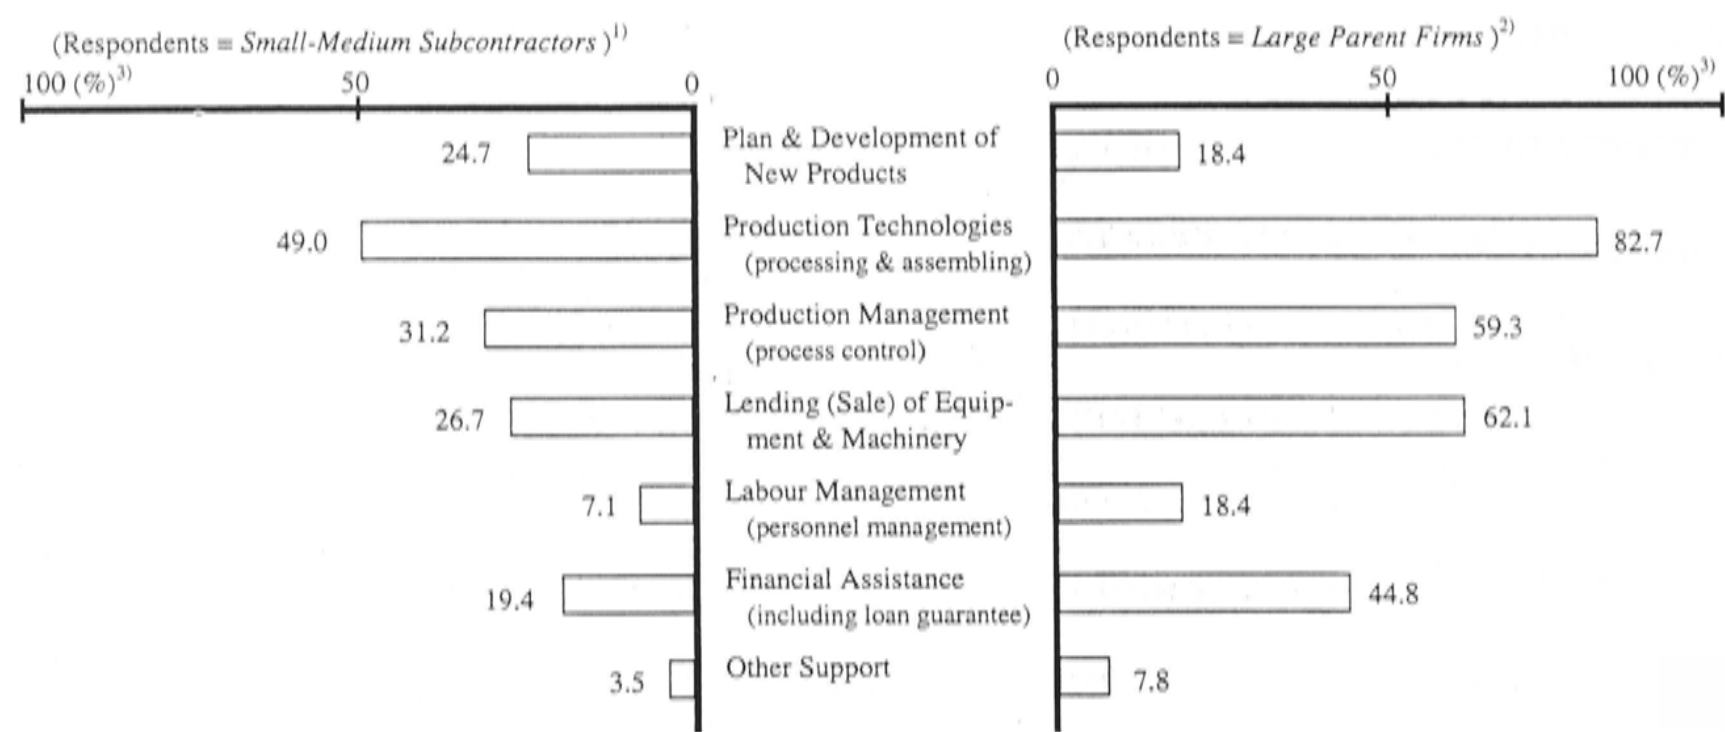 (Respondents = Small-Medium Subcontractors )1)
(Respondents = Large Parent Firms )2)
100 (%)3) 50 0
0 50 100 (%)3)
24.7 Plan & Development of 18.4
New Products
49.0 Production Technologies 82.7
(processing & assembling)
31.2 Production Management 59.3
(process control)
26.7 Lending (Sale) of Equip-
ment & Machinery 62.1
7.1 Labour Management 18.4
(personnel management)
19.4 Financial Assistance 44.8
(including loan guarantee)
3.5 Other Support 7.8